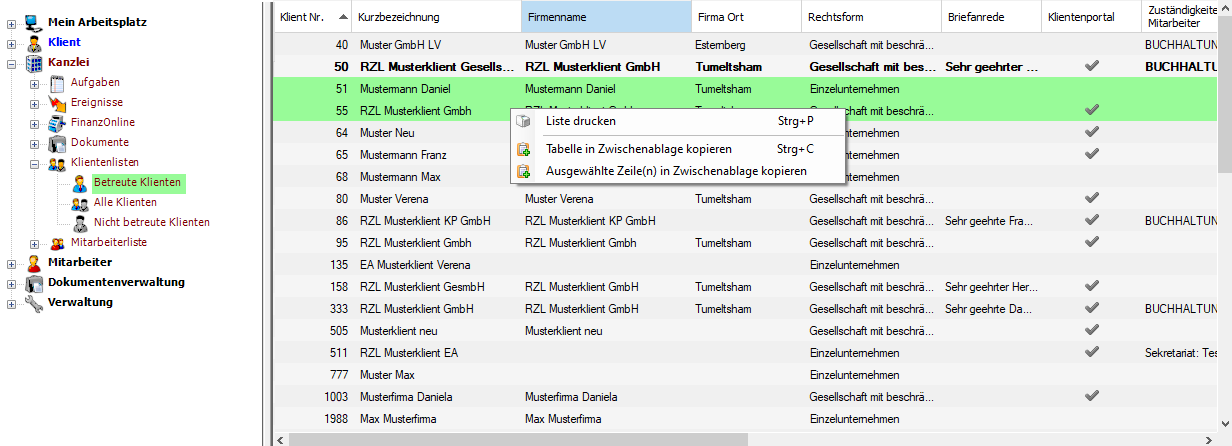 Mein Arbeitsplatz
Klient
Kanzlei
Aufgaben
Ereignisse
FinanzOnline
Dokumente
Klientenlisten
Betreute Klienten
Alle Klienten
Nicht betreute Klienten
Mitarbeiterliste
Mitarbeiter
Dokumentenverwaltung
Verwaltung
Klient Nr. Kurzbezeichnung Firmenname Firma Ort Rechtsform Briefanrede Klientenportal Zuständigkeite
Mitarbeiter
40 Muster GmbH LV Muster GmbH LV Esternberg Gesellschaft mit beschrä... BUCHHALTUN
50 RZL Musterklient Gesells... RZL Musterklient GmbH Tumeltsham Gesellschaft mit bes... Sehr geehrter ... BUCHHALTU
51 Mustermann Daniel Mustermann Daniel Tumeltsham Einzelunternehmen
55 RZL Musterklient Gmbh Gesellschaft mit beschrä...
Liste drucken Strg+P
64 Muster Neu nternehmen
Tabelle in Zwischenablage kopieren Strg+C
65 Mustermann Franz chaft mit beschrä...
Ausgewählte Zeile(n) in Zwischenablage kopieren
68 Mustermann Max nternehmen
80 Muster Verena Muster Verena Tumeltsham Gesellschaft mit beschrä...
86 RZL Musterklient KP GmbH RZL Musterklient KP GmbH Gesellschaft mit beschrä... Sehr geehrte Fra... BUCHHALTUN
95 RZL Musterklient Gmbh RZL Musterklient Gmbh Tumeltsham Gesellschaft mit beschrä...
135 EA Musterklient Verena Einzelunternehmen
158 RZL Musterklient GesmbH RZL Musterklient GmbH Tumeltsham Gesellschaft mit beschrä... Sehr geehrter Her...
333 RZL Musterklient GmbH RZL Musterklient GmbH Tumeltsham Gesellschaft mit beschrä... Sehr geehrte Da... BUCHHALTUN
505 Musterklient neu Musterklient neu Gesellschaft mit beschrä...
511 RZL Musterklient EA Einzelunternehmen Sekretariat: Tes
777 Muster Max Einzelunternehmen
1003 Musterfirma Daniela Musterfirma Daniela Gesellschaft mit beschrä...
1988 Max Musterfirma Max Musterfirma Einzelunternehmen